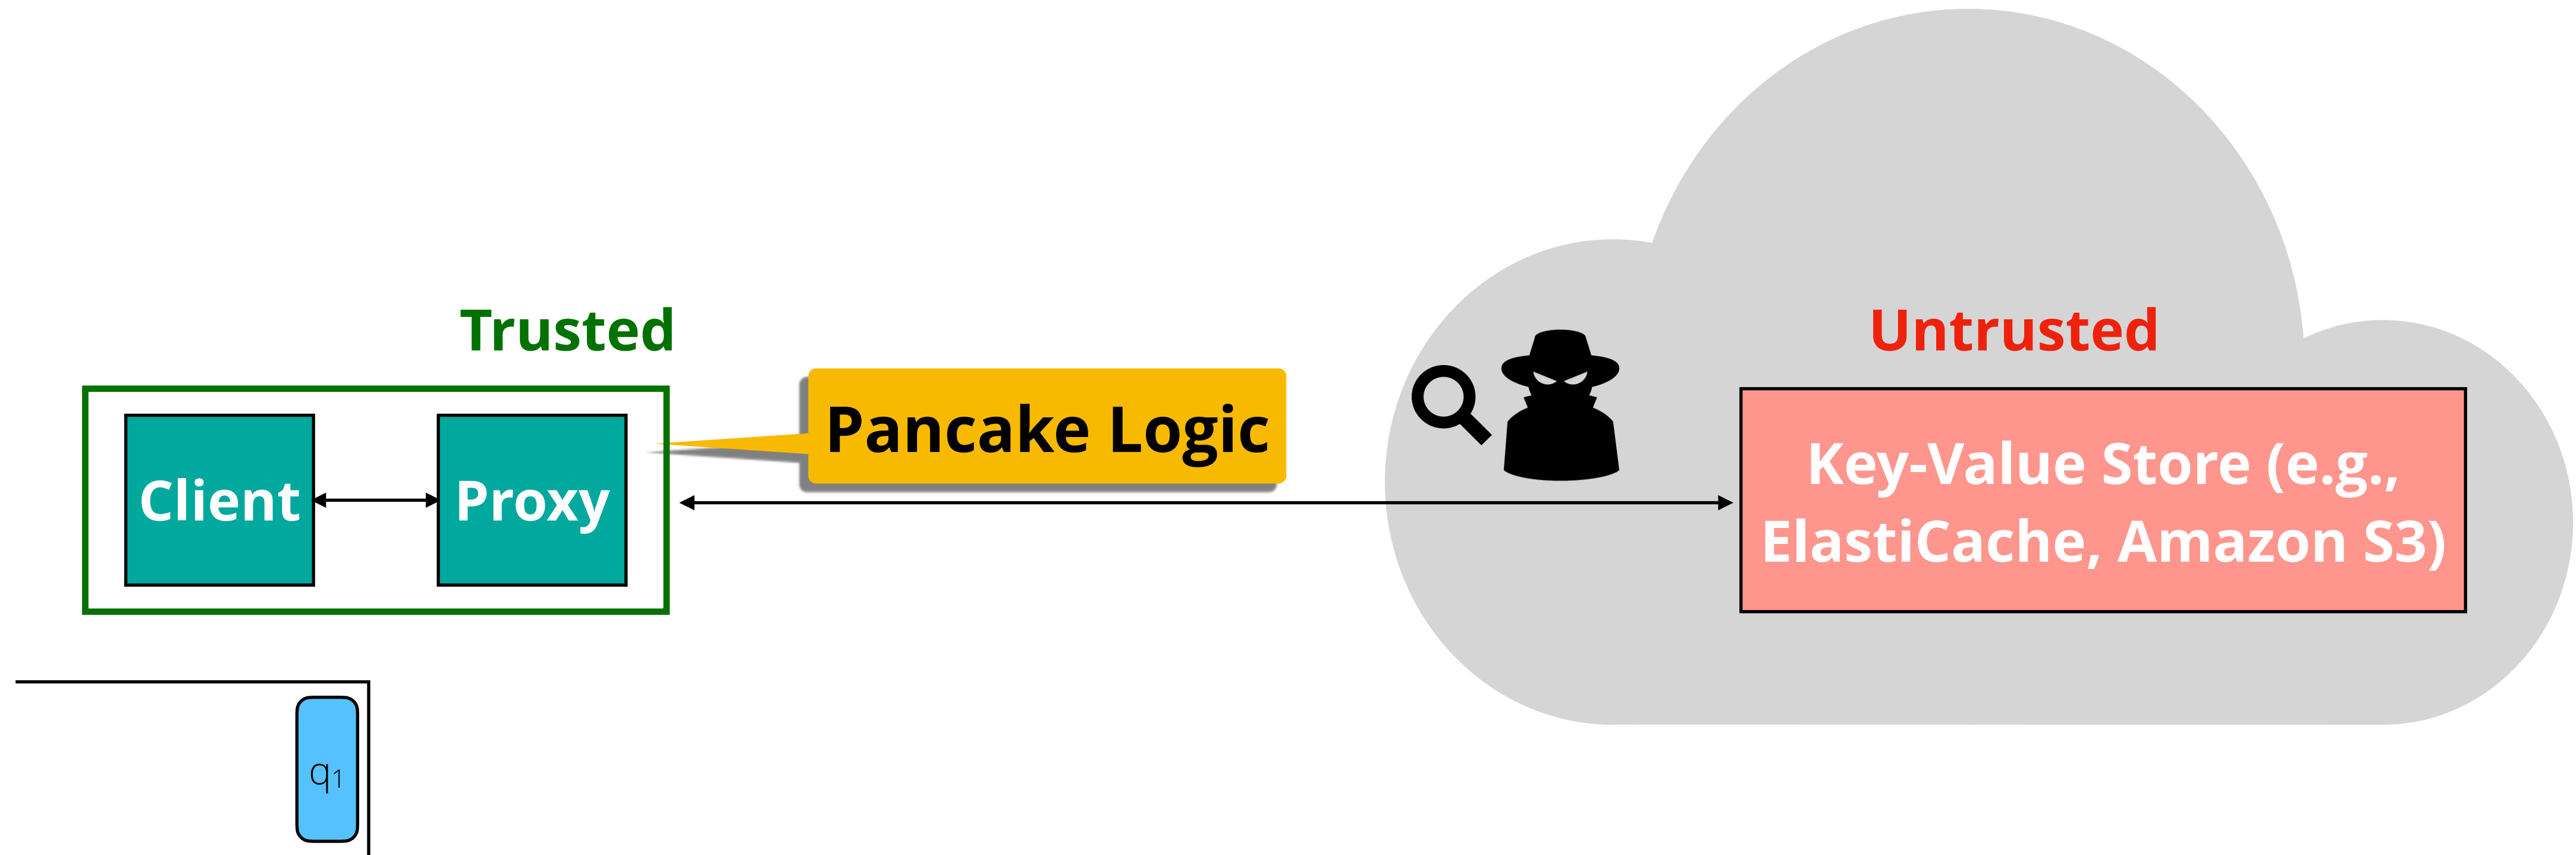 Trusted
Untrusted
Pancake Logic
Client
Proxy
Key-Value Store (e.g.,
ElastiCache, Amazon S3)
q₁